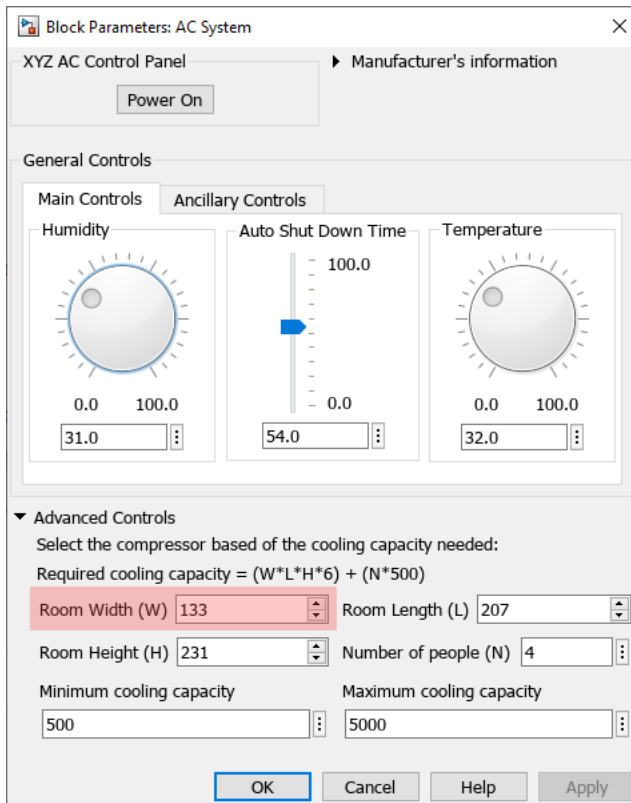 Block Parameters: AC System
XYZ AC Control Panel
Manufacturer's information
Power On
General Controls
Main Controls
Ancillary Controls
Humidity
Auto Shut Down Time
Temperature
100.0
0.0
0.0 100.0
31.0
54.0
0.0 100.0
32.0
Advanced Controls
Select the compressor based of the cooling capacity needed:
Required cooling capacity = (W*L*H*6) + (N*500)
Room Width (W) 133 Room Length (L) 207
Room Height (H) 231 Number of people (N) 4
Minimum cooling capacity Maximum cooling capacity
500 5000
OK Cancel Help Apply